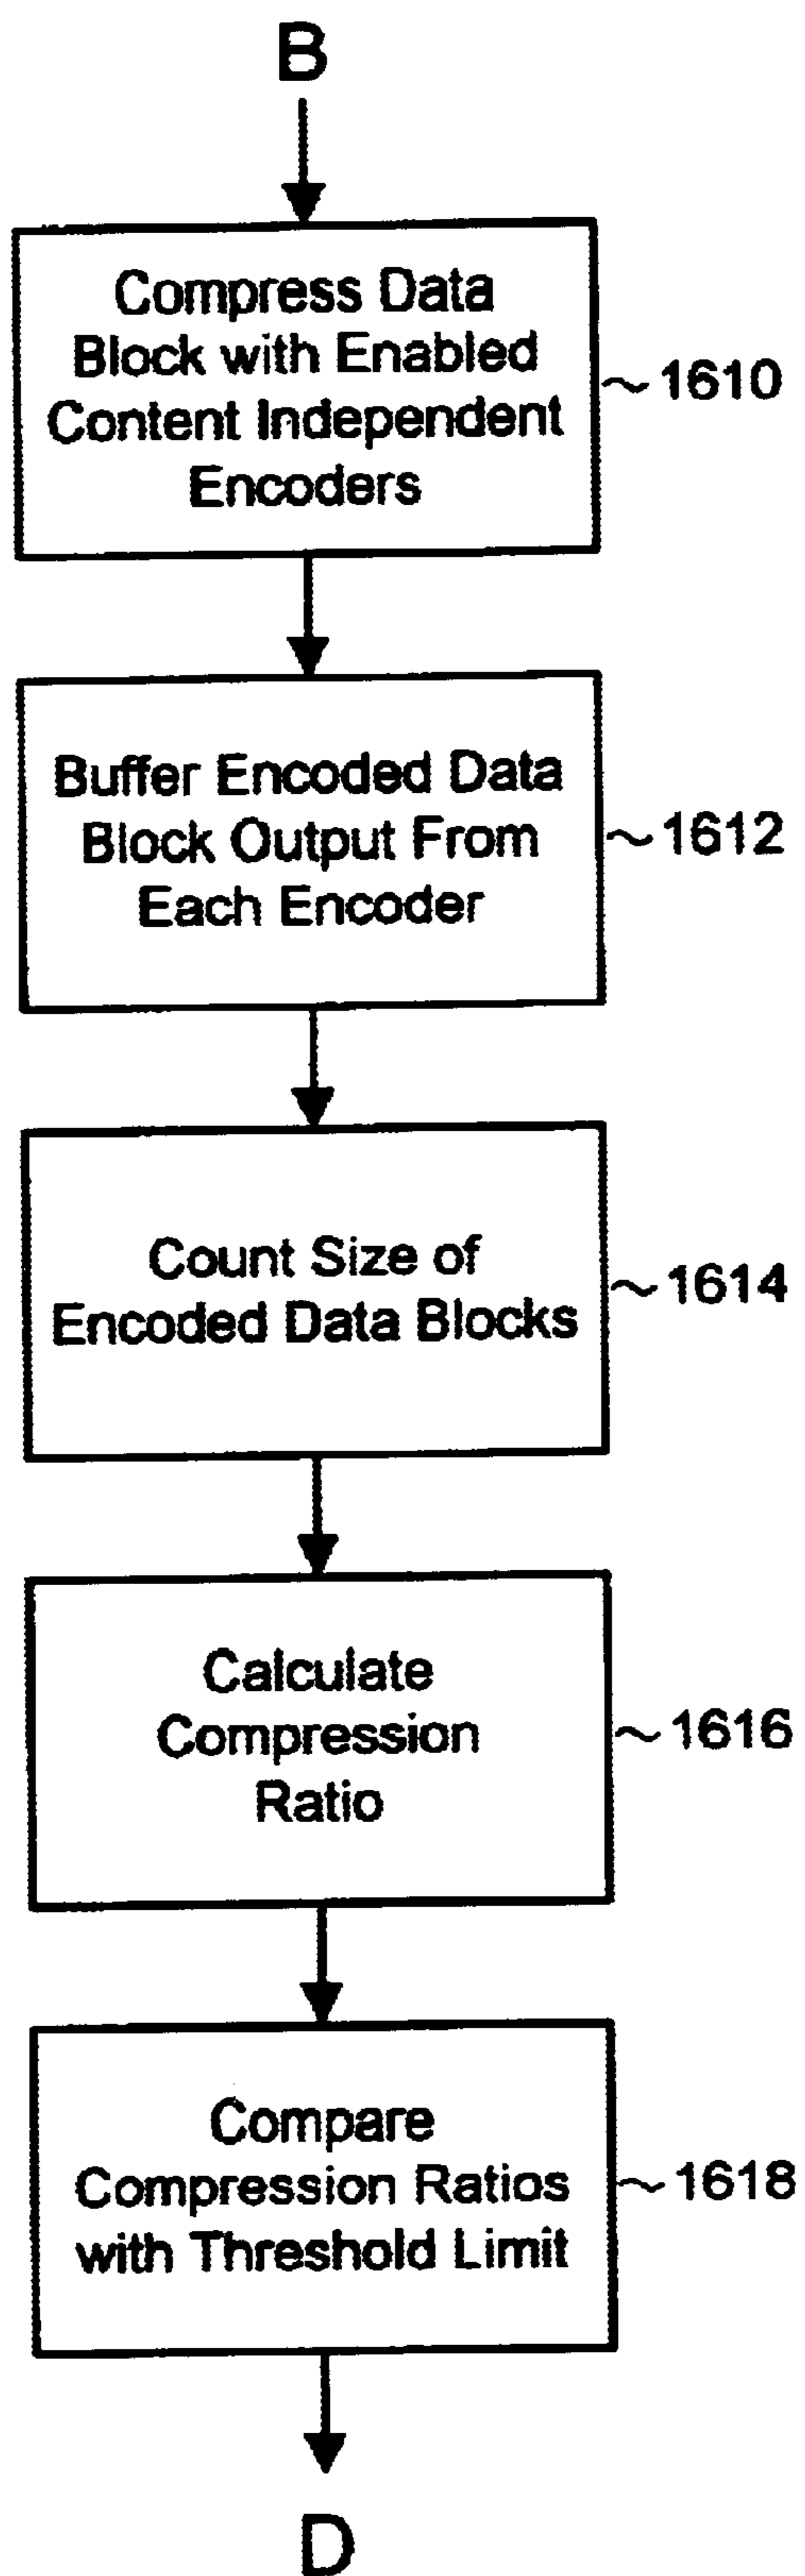 B
Compress Data
Block with Enabled
Content Independent
Encoders
~1610
Buffer Encoded Data
Block Output From
Each Encoder
~1612
Count Size of
Encoded Data Blocks
~1614
Calculate
Compression
Ratio
~1616
Compare
Compression Ratios
with Threshold Limit
~1618
D